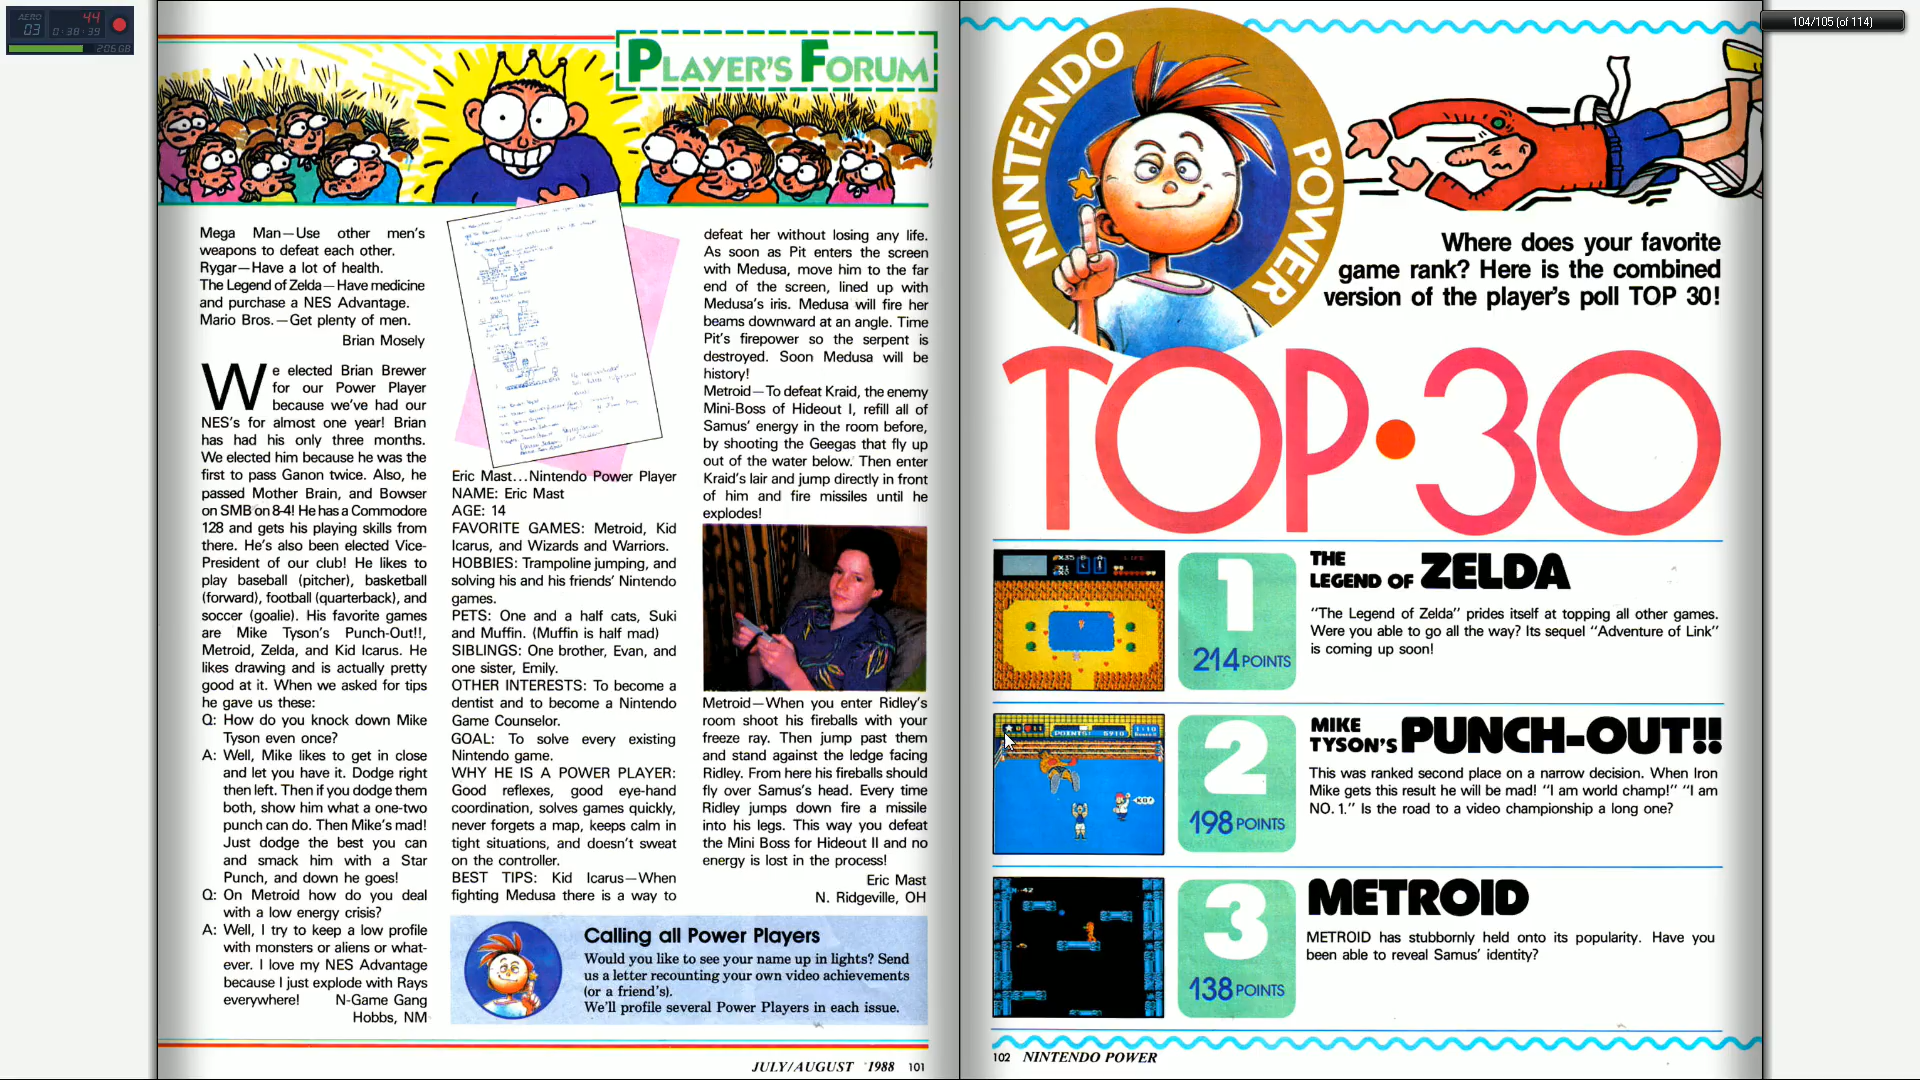 AERO
03
44
0:38:39
205GB
104/105 (of 114)
PLAYER'S FORUM
Mega Man—Use other men's
weapons to defeat each other.
Rygar—Have a lot of health.
The Legend of Zelda—Have medicine
and purchase a NES Advantage.
Mario Bros.—Get plenty of men.
Brian Mosely
We elected Brian Brewer
for our Power Player
because we've had our
NES's for almost one year! Brian
has had his only three months.
We elected him because he was the
first to pass Ganon twice. Also, he
passed Mother Brain, and Bowser
on SMB on 8-4! He has a Commodore
128 and gets his playing skills from
there. He's also been elected Vice-
President of our club! He likes to
play baseball (pitcher), basketball
(forward), football (quarterback), and
soccer (goalie). His favorite games
are Mike Tyson's Punch-Out!!,
Metroid, Zelda, and Kid Icarus. He
likes drawing and is actually pretty
good at it. When we asked for tips
he gave us these:
Q: How do you knock down Mike
Tyson even once?
A: Well, Mike likes to get in close
and let you have it. Dodge right
then left. Then if you dodge them
both, show him what a one-two
punch can do. Then Mike's mad!
Just dodge the best you can
and smack him with a Star
Punch, and down he goes!
Q: On Metroid how do you deal
with a low energy crisis?
A: Well, I try to keep a low profile
with monsters or aliens or what-
ever. I love my NES Advantage
because I just explode with Rays
everywhere! N-Game Gang
Hobbs, NM
Eric Mast...Nintendo Power Player
NAME: Eric Mast
AGE: 14
FAVORITE GAMES: Metroid, Kid
Icarus, and Wizards and Warriors.
HOBBIES: Trampoline jumping, and
solving his and his friends' Nintendo
games.
PETS: One and a half cats, Suki
and Muffin. (Muffin is half mad)
SIBLINGS: One brother, Evan, and
one sister, Emily.
OTHER INTERESTS: To become a
dentist and to become a Nintendo
Game Counselor.
GOAL: To solve every existing
Nintendo game.
WHY HE IS A POWER PLAYER:
Good reflexes, good eye-hand
coordination, solves games quickly,
never forgets a map, keeps calm in
tight situations, and doesn't sweat
on the controller.
BEST TIPS: Kid Icarus—When
fighting Medusa there is a way to
defeat her without losing any life.
As soon as Pit enters the screen
with Medusa, move him to the far
end of the screen, lined up with
Medusa's iris. Medusa will fire her
beams downward at an angle. Time
Pit's firepower so the serpent is
destroyed. Soon Medusa will be
history!
Metroid—To defeat Kraid, the enemy
Mini-Boss of Hideout I, refill all of
Samus' energy in the room before,
by shooting the Geegas that fly up
out of the water below. Then enter
Kraid's lair and jump directly in front
of him and fire missiles until he
explodes!
Metroid—When you enter Ridley's
room shoot his fireballs with your
freeze ray. Then jump past them
and stand against the ledge facing
Ridley. From here his fireballs should
fly over Samus's head. Every time
Ridley jumps down fire a missile
into his legs. This way you defeat
the Mini Boss for Hideout II and no
energy is lost in the process!
Eric Mast
N. Ridgeville, OH
Calling all Power Players
Would you like to see your name up in lights? Send
us a letter recounting your own video achievements
(or a friend's).
We'll profile several Power Players in each issue.
JULY/AUGUST 1988 101
NINTENDO POWER
Where does your favorite
game rank? Here is the combined
version of the player's poll TOP 30!
TOP•30
1
214 POINTS
THE
LEGEND OF ZELDA
"The Legend of Zelda" prides itself at topping all other games.
Were you able to go all the way? Its sequel "Adventure of Link"
is coming up soon!
POINTS! 5910
KO!
2
198 POINTS
MIKE
TYSON'S PUNCH-OUT!!
This was ranked second place on a narrow decision. When Iron
Mike gets this result he will be mad! "I am world champ!" "I am
NO. 1." Is the road to a video championship a long one?
3
138 POINTS
METROID
METROID has stubbornly held onto its popularity. Have you
been able to reveal Samus' identity?
102 NINTENDO POWER